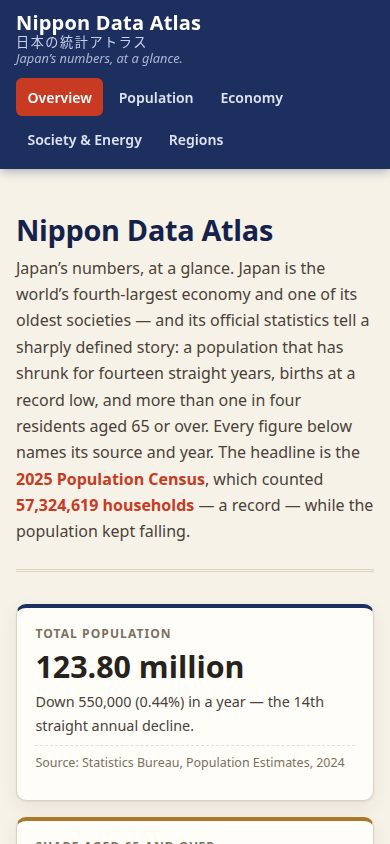 Nippon Data Atlas
日本の統計アトラス
Japan’s numbers, at a glance.
Overview Population Economy
Society & Energy Regions
Nippon Data Atlas
Japan’s numbers, at a glance. Japan is the
world’s fourth-largest economy and one of its
oldest societies — and its official statistics tell a
sharply defined story: a population that has
shrunk for fourteen straight years, births at a
record low, and more than one in four
residents aged 65 or over. Every figure below
names its source and year. The headline is the
2025 Population Census, which counted
57,324,619 households — a record — while the
population kept falling.
TOTAL POPULATION
123.80 million
Down 550,000 (0.44%) in a year — the 14th
straight annual decline.
Source: Statistics Bureau, Population Estimates, 2024
SHARE AGED 65 AND OVER